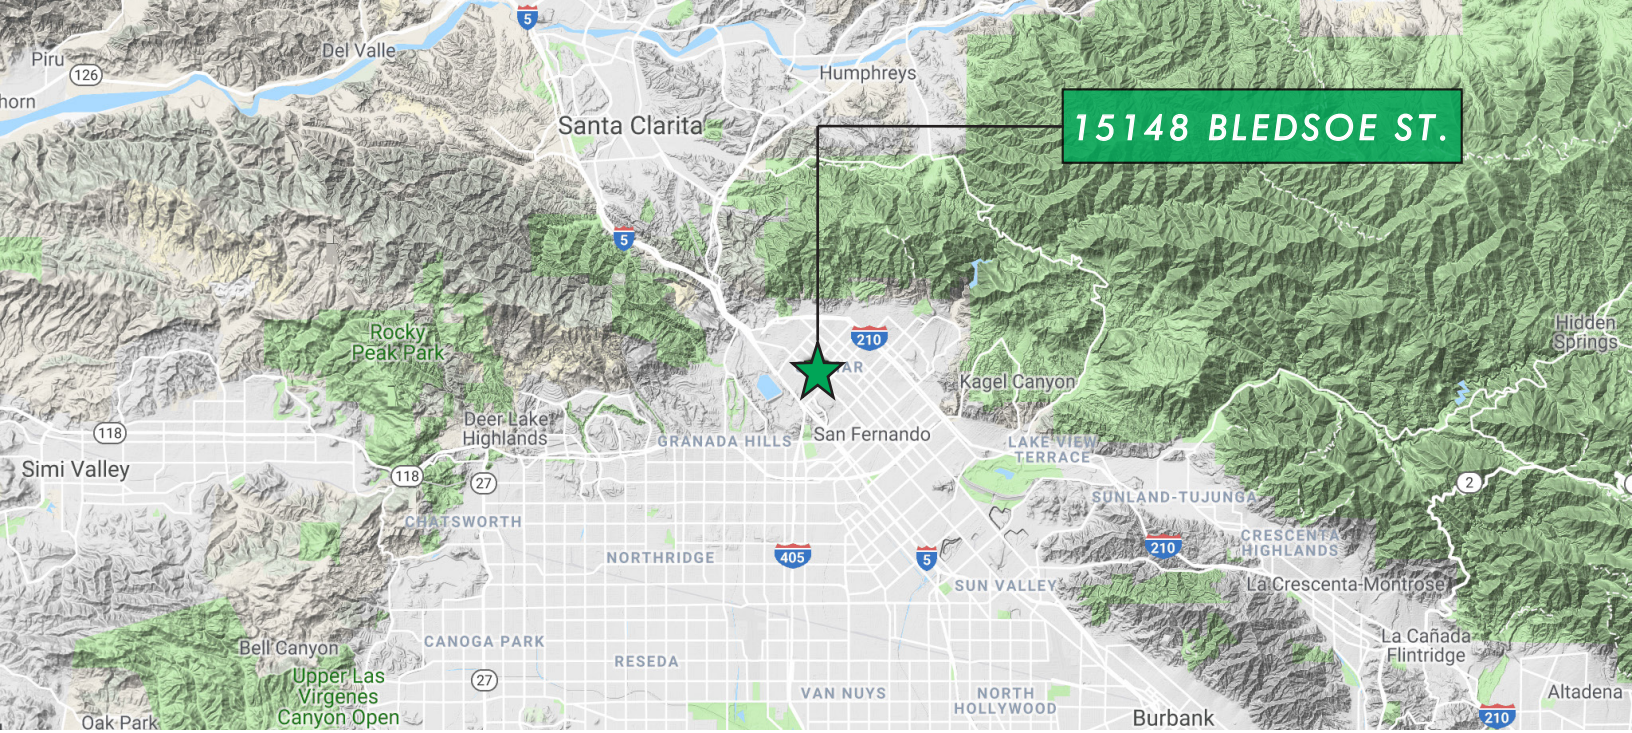 5
Piru
Del Valle
126
horn
Humphreys
Santa Clarita
15148 BLEDSOE ST.
5
210
Hidden
Springs
Rocky
Peak Park
AR
Kagel Canyon
Deer Lake
Highlands
118
GRANADA HILLS
San Fernando
LAKE VIEW
TERRACE
Simi Valley
118
27
2
SUNLAND-TUJUNGA
CHATSWORTH
CRESCENTA
HIGHLANDS
NORTHRIDGE
405
5
210
SUN VALLEY
La Crescenta-Montrose
CANOGA PARK
Bell Canyon
La Cañada
Flintridge
RESEDA
Upper Las
Virgenes
Canyon Open
27
VAN NUYS
NORTH
HOLLYWOOD
Altadena
Oak Park
Burbank
210